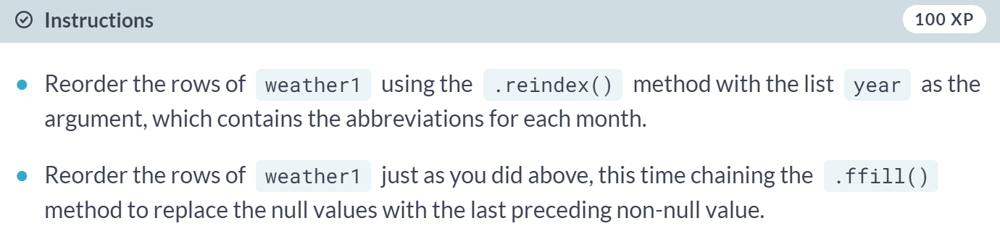 Instructions 100 XP
Reorder the rows of weather1 using the .reindex() method with the list year as the
argument, which contains the abbreviations for each month.
Reorder the rows of weather1 just as you did above, this time chaining the .ffill()
method to replace the null values with the last preceding non-null value.